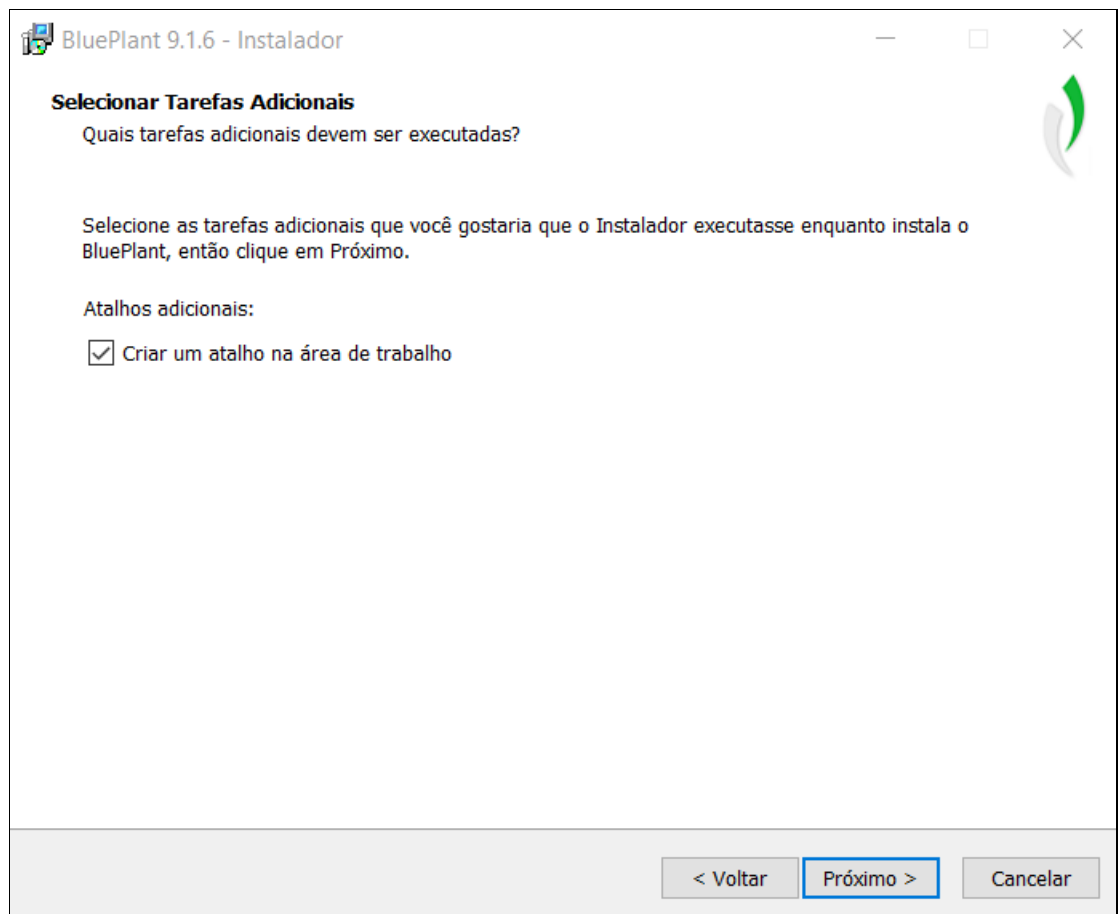 BluePlant 9.1.6 - Instalador
Selecionar Tarefas Adicionais
Quais tarefas adicionais devem ser executadas?
Selecione as tarefas adicionais que você gostaria que o Instalador executasse enquanto instala o
BluePlant, então clique em Próximo.
Atalhos adicionais:
Criar um atalho na área de trabalho
< Voltar
Próximo >
Cancelar